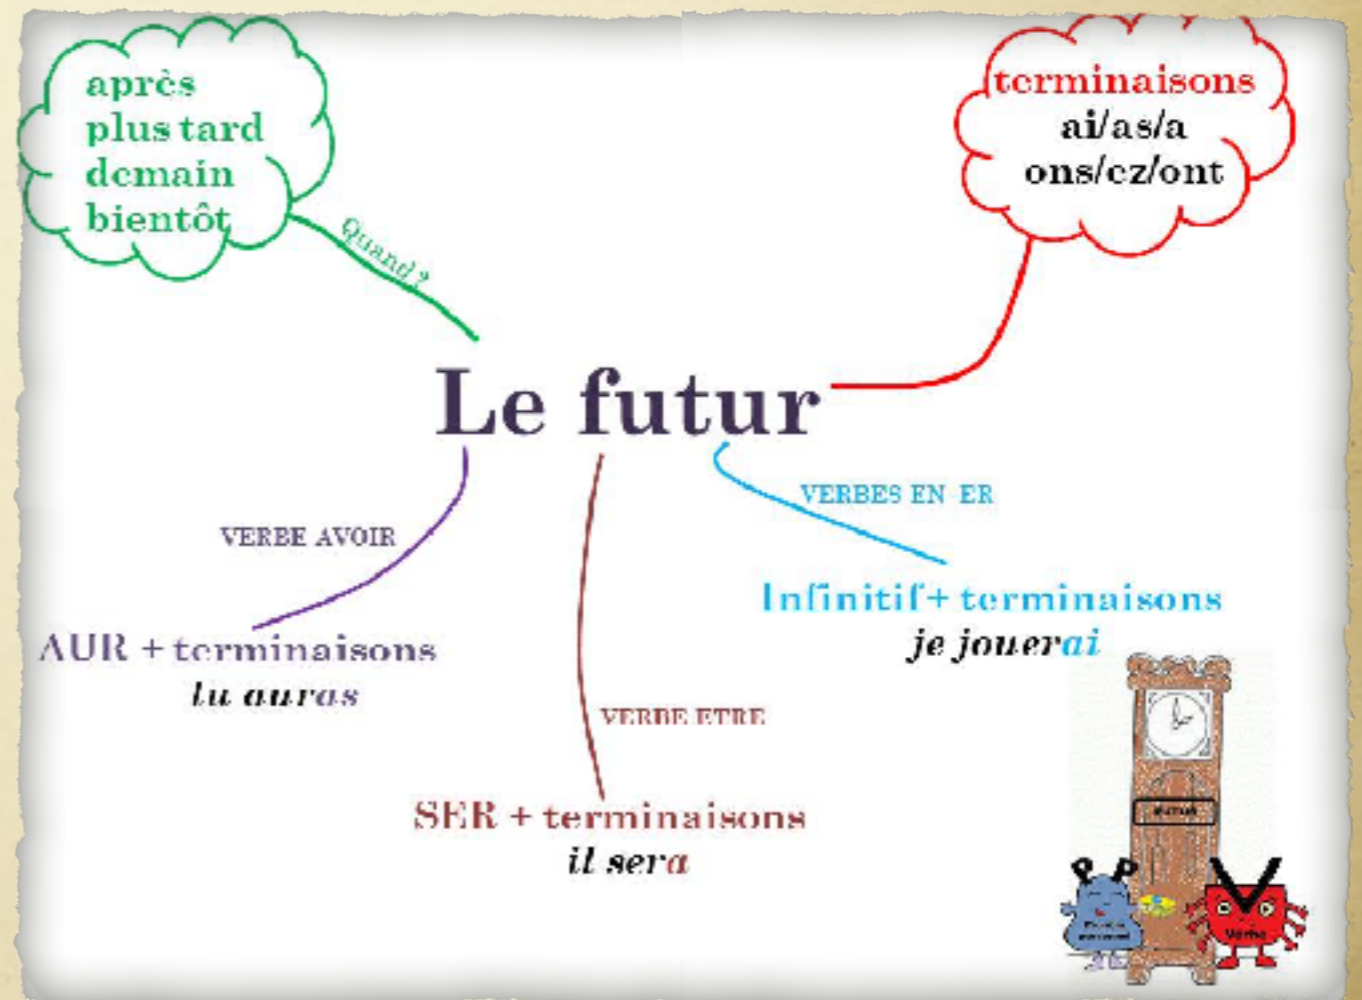 après
plus tard
demain
bientôt
Quand ?
terminaisons
ai/as/a
ons/ez/ont
Le futur
VERBE AVOIR
AUR + terminaisons
tu auras
VERBE ETRE
SER + terminaisons
il sera
VERBES EN ER
Infinitif + terminaisons
je jouerai
P P
V
Verbe